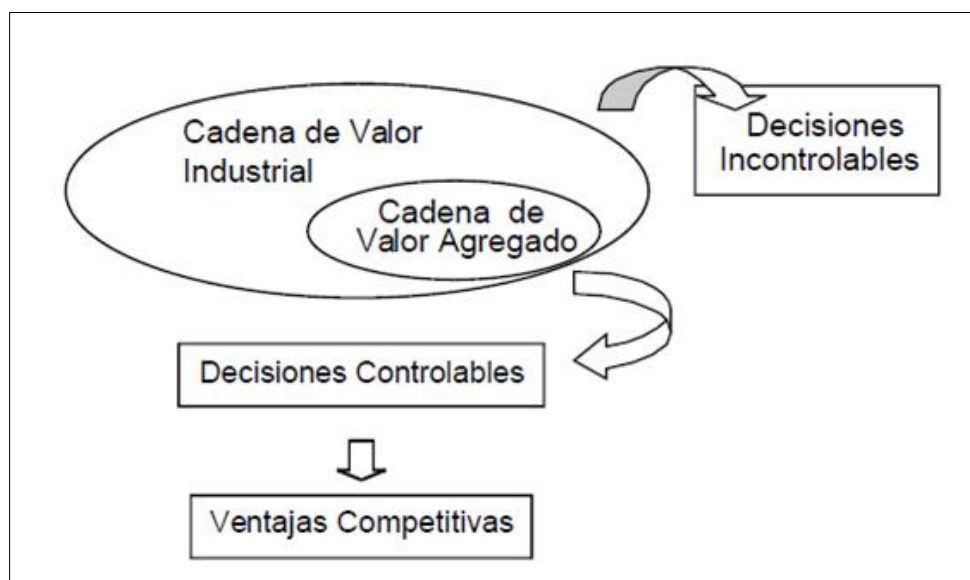 Cadena de Valor
Industrial
Cadena de
Valor Agregado
Decisiones
Incontrolables
Decisiones Controlables
Ventajas Competitivas